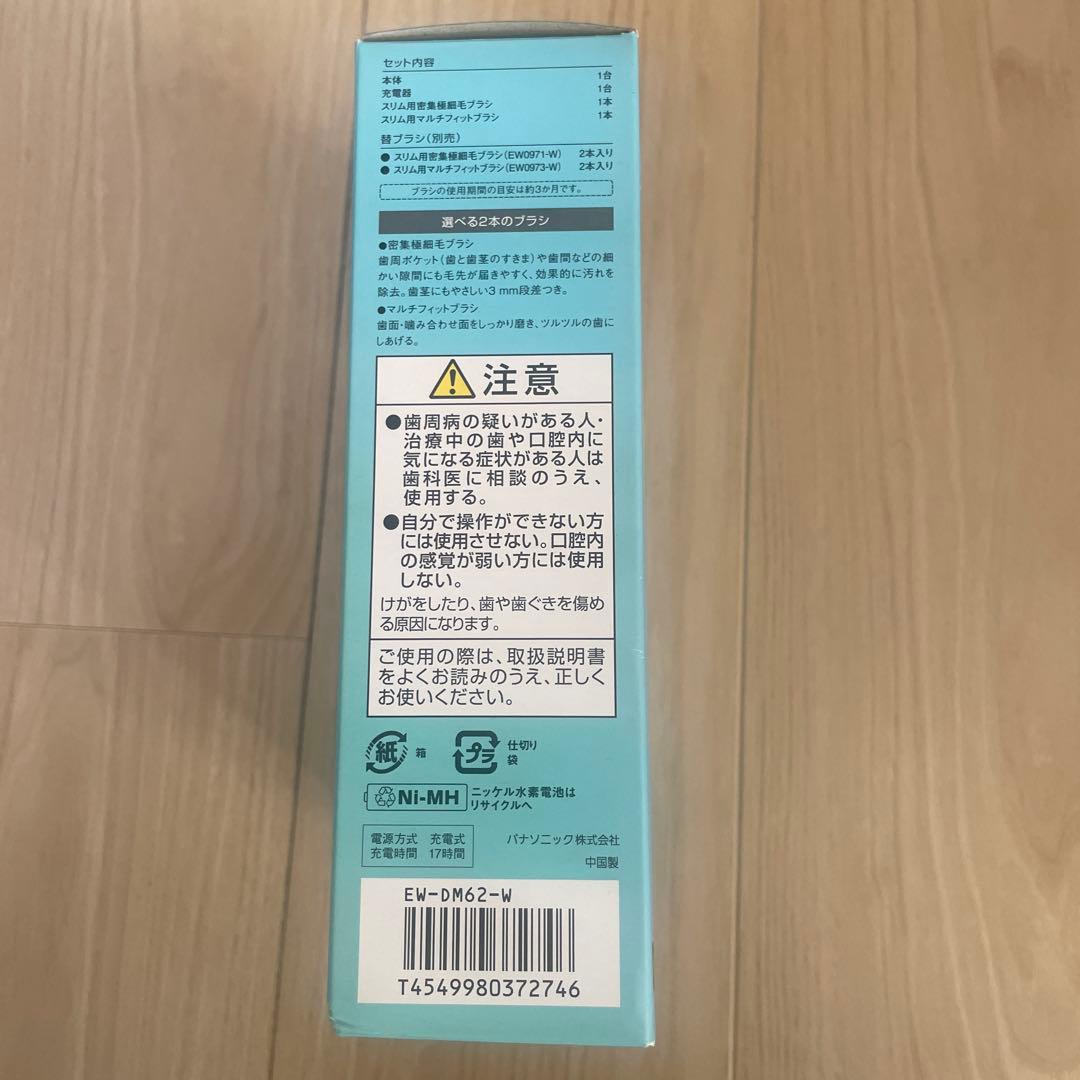 セット内容
本体 1台
充電器 1台
スリム用密集極細毛ブラシ 1本
スリム用マルチフィットブラシ 1本
替ブラシ(別売)
● スリム用密集極細毛ブラシ(EW0971-W) 2本入り
● スリム用マルチフィットブラシ(EW0973-W) 2本入り
ブラシの使用期間の目安は約3か月です。
選べる2本のブラシ
●密集極細毛ブラシ
歯周ポケット(歯と歯茎のすきま)や歯間などの細
かい隙間にも毛先が届きやすく、効果的に汚れを
除去。歯茎にもやさしい3 mm段差つき。
●マルチフィットブラシ
歯面・噛み合わせ面をしっかり磨き、ツルツルの歯に
しあげる。
注意
●歯周病の疑いがある人・
治療中の歯や口腔内に
気になる症状がある人は
歯科医に相談のうえ、
使用する。
●自分で操作ができない方
には使用させない。口腔内
の感覚が弱い方には使用
しない。
けがをしたり、歯や歯ぐきを傷め
る原因になります。
ご使用の際は、取扱説明書
をよくお読みのうえ、正しく
お使いください。
紙 箱 プラ 仕切り
袋
Ni-MH ニッケル水素電池は
リサイクルへ
電源方式 充電式
充電時間 17時間
パナソニック株式会社
中国製
EW-DM62-W
T4549980372746